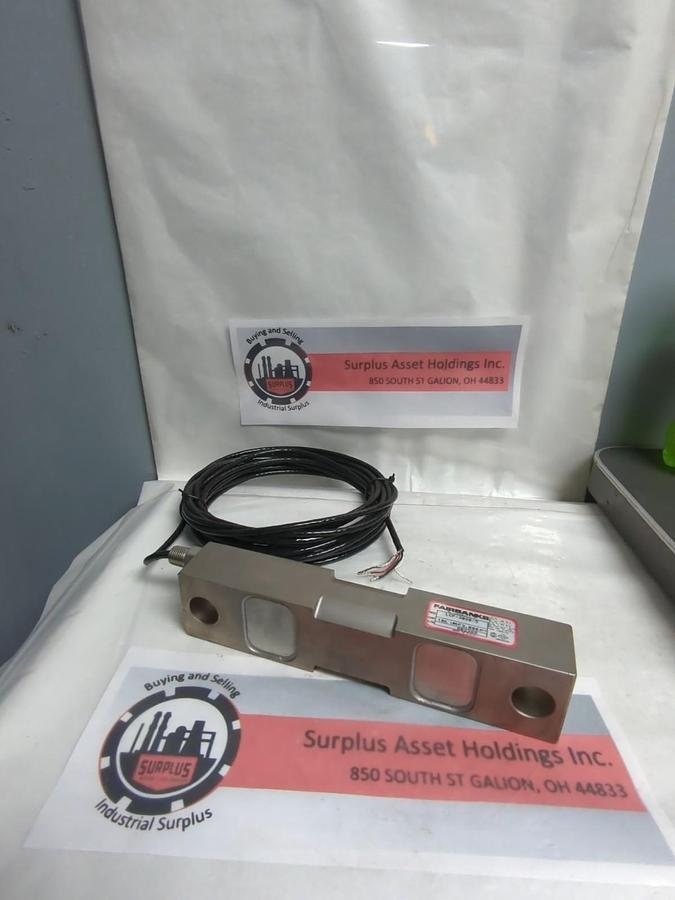 Buying and Selling
SURPLUS
Industrial Surplus
Surplus Asset Holdings Inc.
850 SOUTH ST GALION, OH 44833
FAIRBANKS
Buying and Selling
SURPLUS
Industrial Surplus
Surplus Asset Holdings Inc.
850 SOUTH ST GALION, OH 44833